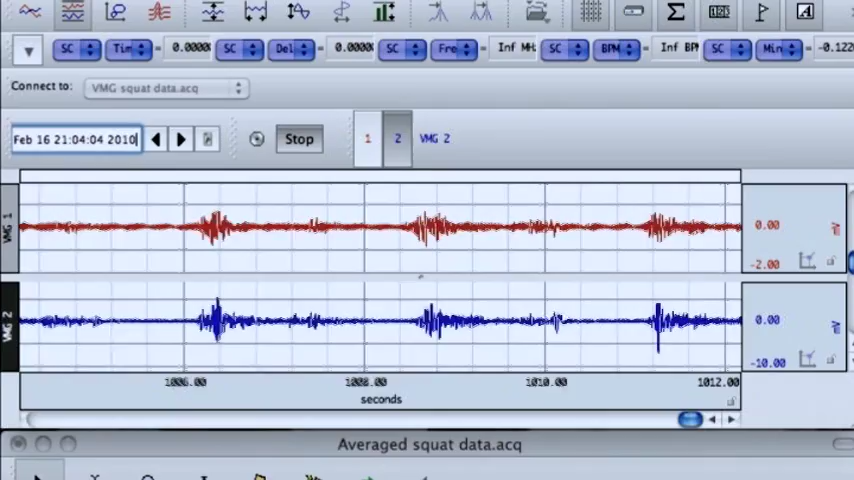 SC Tim = 0.0000 SC Del = 0.0000 SC Fre = Inf MH SC BPM = Inf BPM SC Min = -0.122
Connect to: VMG squat data.acq
Feb 16 21:04:04 2010 Stop 1 2 VMG 2
VMG 1
0.00
-2.00
mV
VMG 2
0.00
-10.00
mV
1006.00 1008.00 1010.00 1012.00
seconds
Averaged squat data.acq